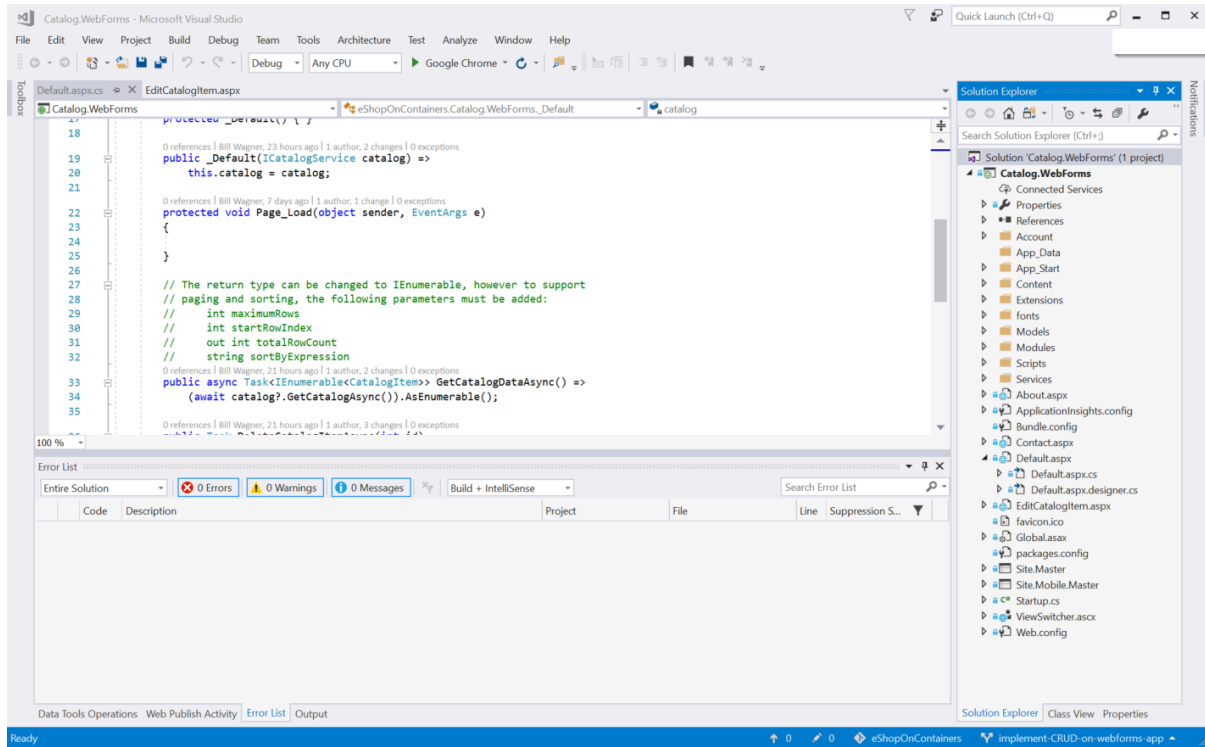 Catalog.WebForms - Microsoft Visual Studio
Quick Launch (Ctrl+Q)
File Edit View Project Build Debug Team Tools Architecture Test Analyze Window Help
Debug Any CPU Google Chrome
Toolbox
Default.aspx.cs EditCatalogItem.aspx
Catalog.WebForms eShopOnContainers.Catalog.WebForms._Default catalog
17 protected _Default() { }
18
0 references | Bill Wagner, 23 hours ago | 1 author, 2 changes | 0 exceptions
19 public _Default(ICatalogService catalog) =>
20 this.catalog = catalog;
21
0 references | Bill Wagner, 7 days ago | 1 author, 1 change | 0 exceptions
22 protected void Page_Load(object sender, EventArgs e)
23 {
24
25 }
26
27 // The return type can be changed to IEnumerable, however to support
28 // paging and sorting, the following parameters must be added:
29 // int maximumRows
30 // int startRowIndex
31 // out int totalRowCount
32 // string sortByExpression
0 references | Bill Wagner, 21 hours ago | 1 author, 2 changes | 0 exceptions
33 public async Task<IEnumerable<CatalogItem>> GetCatalogDataAsync() =>
34 (await catalog?.GetCatalogAsync()).AsEnumerable();
35
0 references | Bill Wagner, 21 hours ago | 1 author, 3 changes | 0 exceptions
100 %
Error List
Entire Solution 0 Errors 0 Warnings 0 Messages Build + IntelliSense Search Error List
Code Description Project File Line Suppression S...
Data Tools Operations Web Publish Activity Error List Output
Solution Explorer
Search Solution Explorer (Ctrl+;)
Solution 'Catalog.WebForms' (1 project)
Catalog.WebForms
Connected Services
Properties
References
Account
App_Data
App_Start
Content
Extensions
fonts
Models
Modules
Scripts
Services
About.aspx
ApplicationInsights.config
Bundle.config
Contact.aspx
Default.aspx
Default.aspx.cs
Default.aspx.designer.cs
EditCatalogItem.aspx
favicon.ico
Global.asax
packages.config
Site.Master
Site.Mobile.Master
Startup.cs
ViewSwitcher.ascx
Web.config
Solution Explorer Class View Properties
Notifications
Ready 0 0 eShopOnContainers implement-CRUD-on-webforms-app